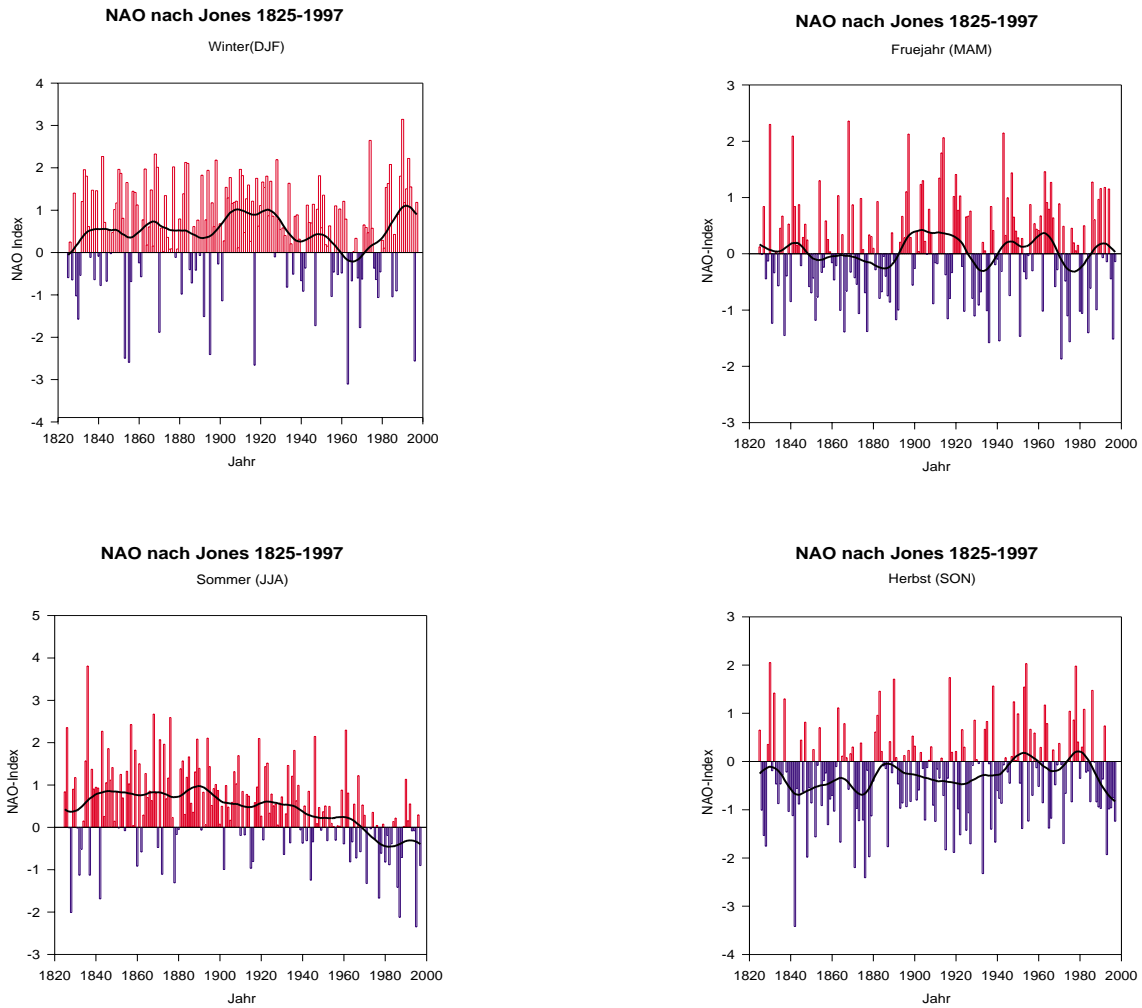 NAO nach Jones 1825-1997
Winter(DJF)
NAO Index
4
3
2
1
0
-1
-2
-3
-4
1820 1840 1860 1880 1900 1920 1940 1960 1980 2000
Jahr
NAO nach Jones 1825-1997
Fruejahr (MAM)
NAO-Index
3
2
1
0
-1
-2
-3
1820 1840 1860 1880 1900 1920 1940 1960 1980 2000
Jahr
NAO nach Jones 1825-1997
Sommer (JJA)
NAO-Index
5
4
3
2
1
0
-1
-2
-3
1820 1840 1860 1880 1900 1920 1940 1960 1980 2000
Jahr
NAO nach Jones 1825-1997
Herbst (SON)
NAO-Index
3
2
1
0
-1
-2
-3
-4
1820 1840 1860 1880 1900 1920 1940 1960 1980 2000
Jahr